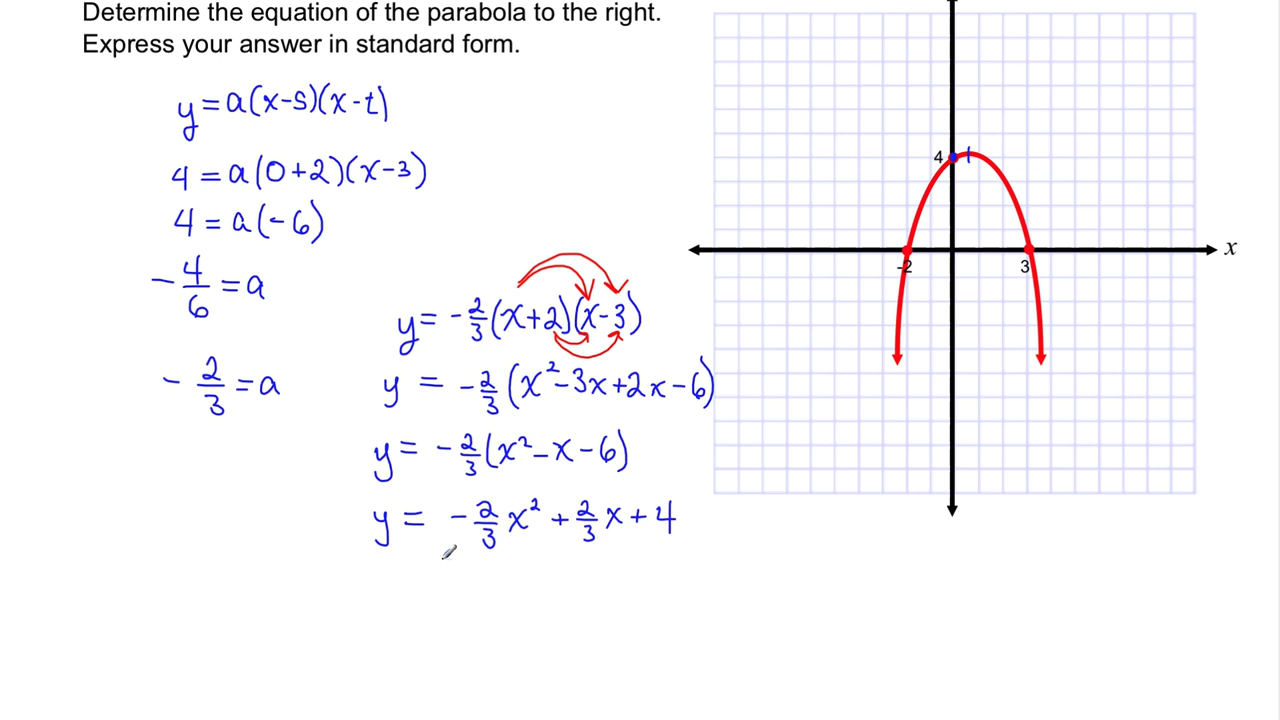 Determine the equation of the parabola to the right.
Express your answer in standard form.
y = a(x-s)(x-t)
4 = a(0+2)(x-3)
4 = a(-6)
-4/6 = a
-2/3 = a
y = -2/3(x+2)(x-3)
y = -2/3(x²-3x+2x-6)
y = -2/3(x²-x-6)
y = -2/3x²+2/3x+4
4
x
-2
3